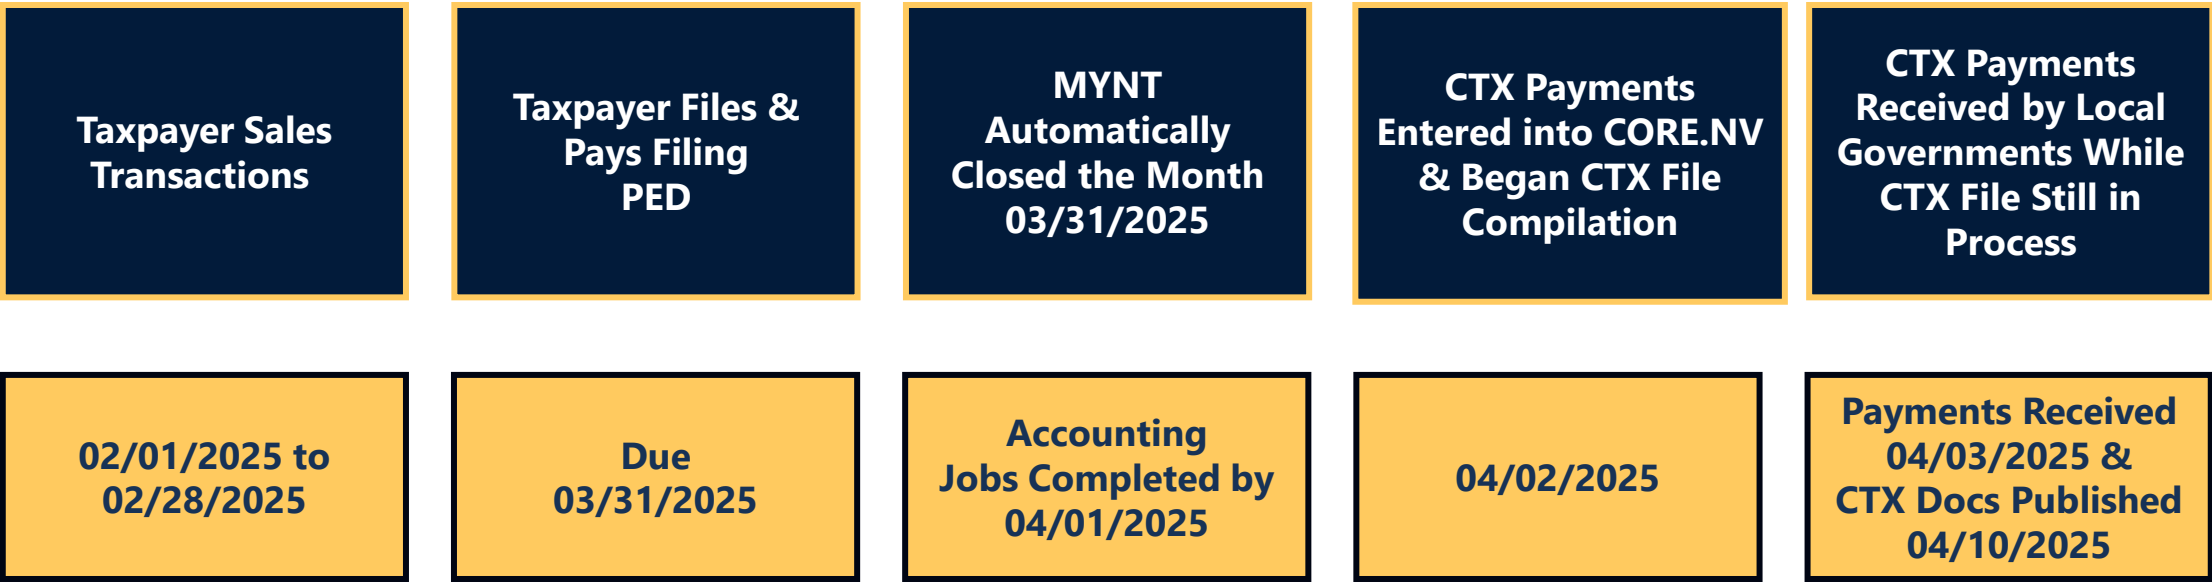 Taxpayer Sales
Transactions
Taxpayer Files &
Pays Filing
PED
MYNT
Automatically
Closed the Month
03/31/2025
CTX Payments
Entered into CORE.NV
& Began CTX File
Compilation
CTX Payments
Received by Local
Governments While
CTX File Still in
Process
02/01/2025 to
02/28/2025
Due
03/31/2025
Accounting
Jobs Completed by
04/01/2025
04/02/2025
Payments Received
04/03/2025 &
CTX Docs Published
04/10/2025